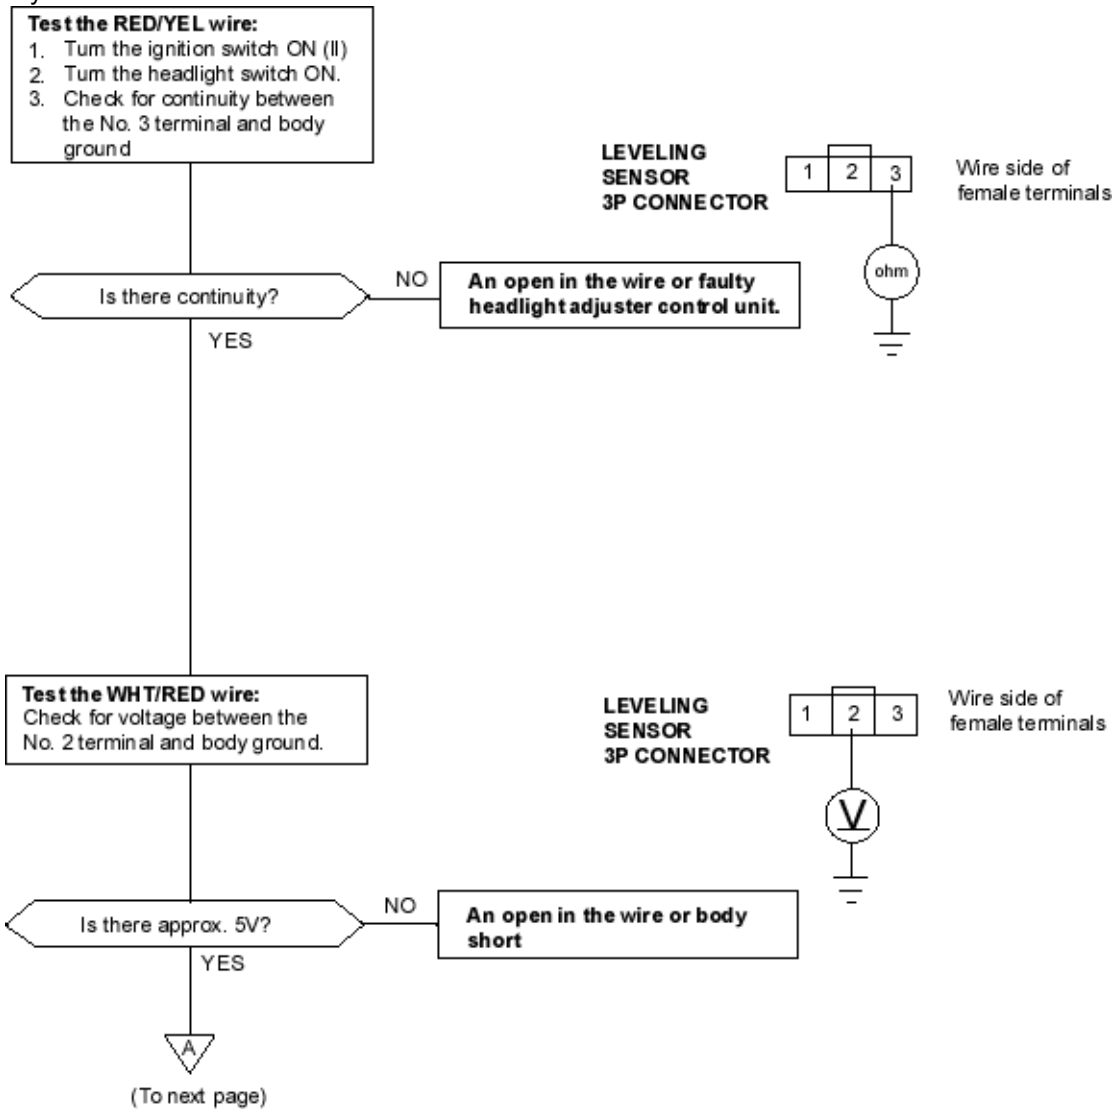 Test the RED/YEL wire:
1. Turn the ignition switch ON (II)
2. Turn the headlight switch ON.
3. Check for continuity between
the No. 3 terminal and body
ground
LEVELING
SENSOR
3P CONNECTOR
1 2 3
Wire side of
female terminals
ohm
Is there continuity?
NO
An open in the wire or faulty
headlight adjuster control unit.
YES
Test the WHT/RED wire:
Check for voltage between the
No. 2 terminal and body ground.
LEVELING
SENSOR
3P CONNECTOR
1 2 3
Wire side of
female terminals
V
Is there approx. 5V?
NO
An open in the wire or body
short
YES
A
(To next page)